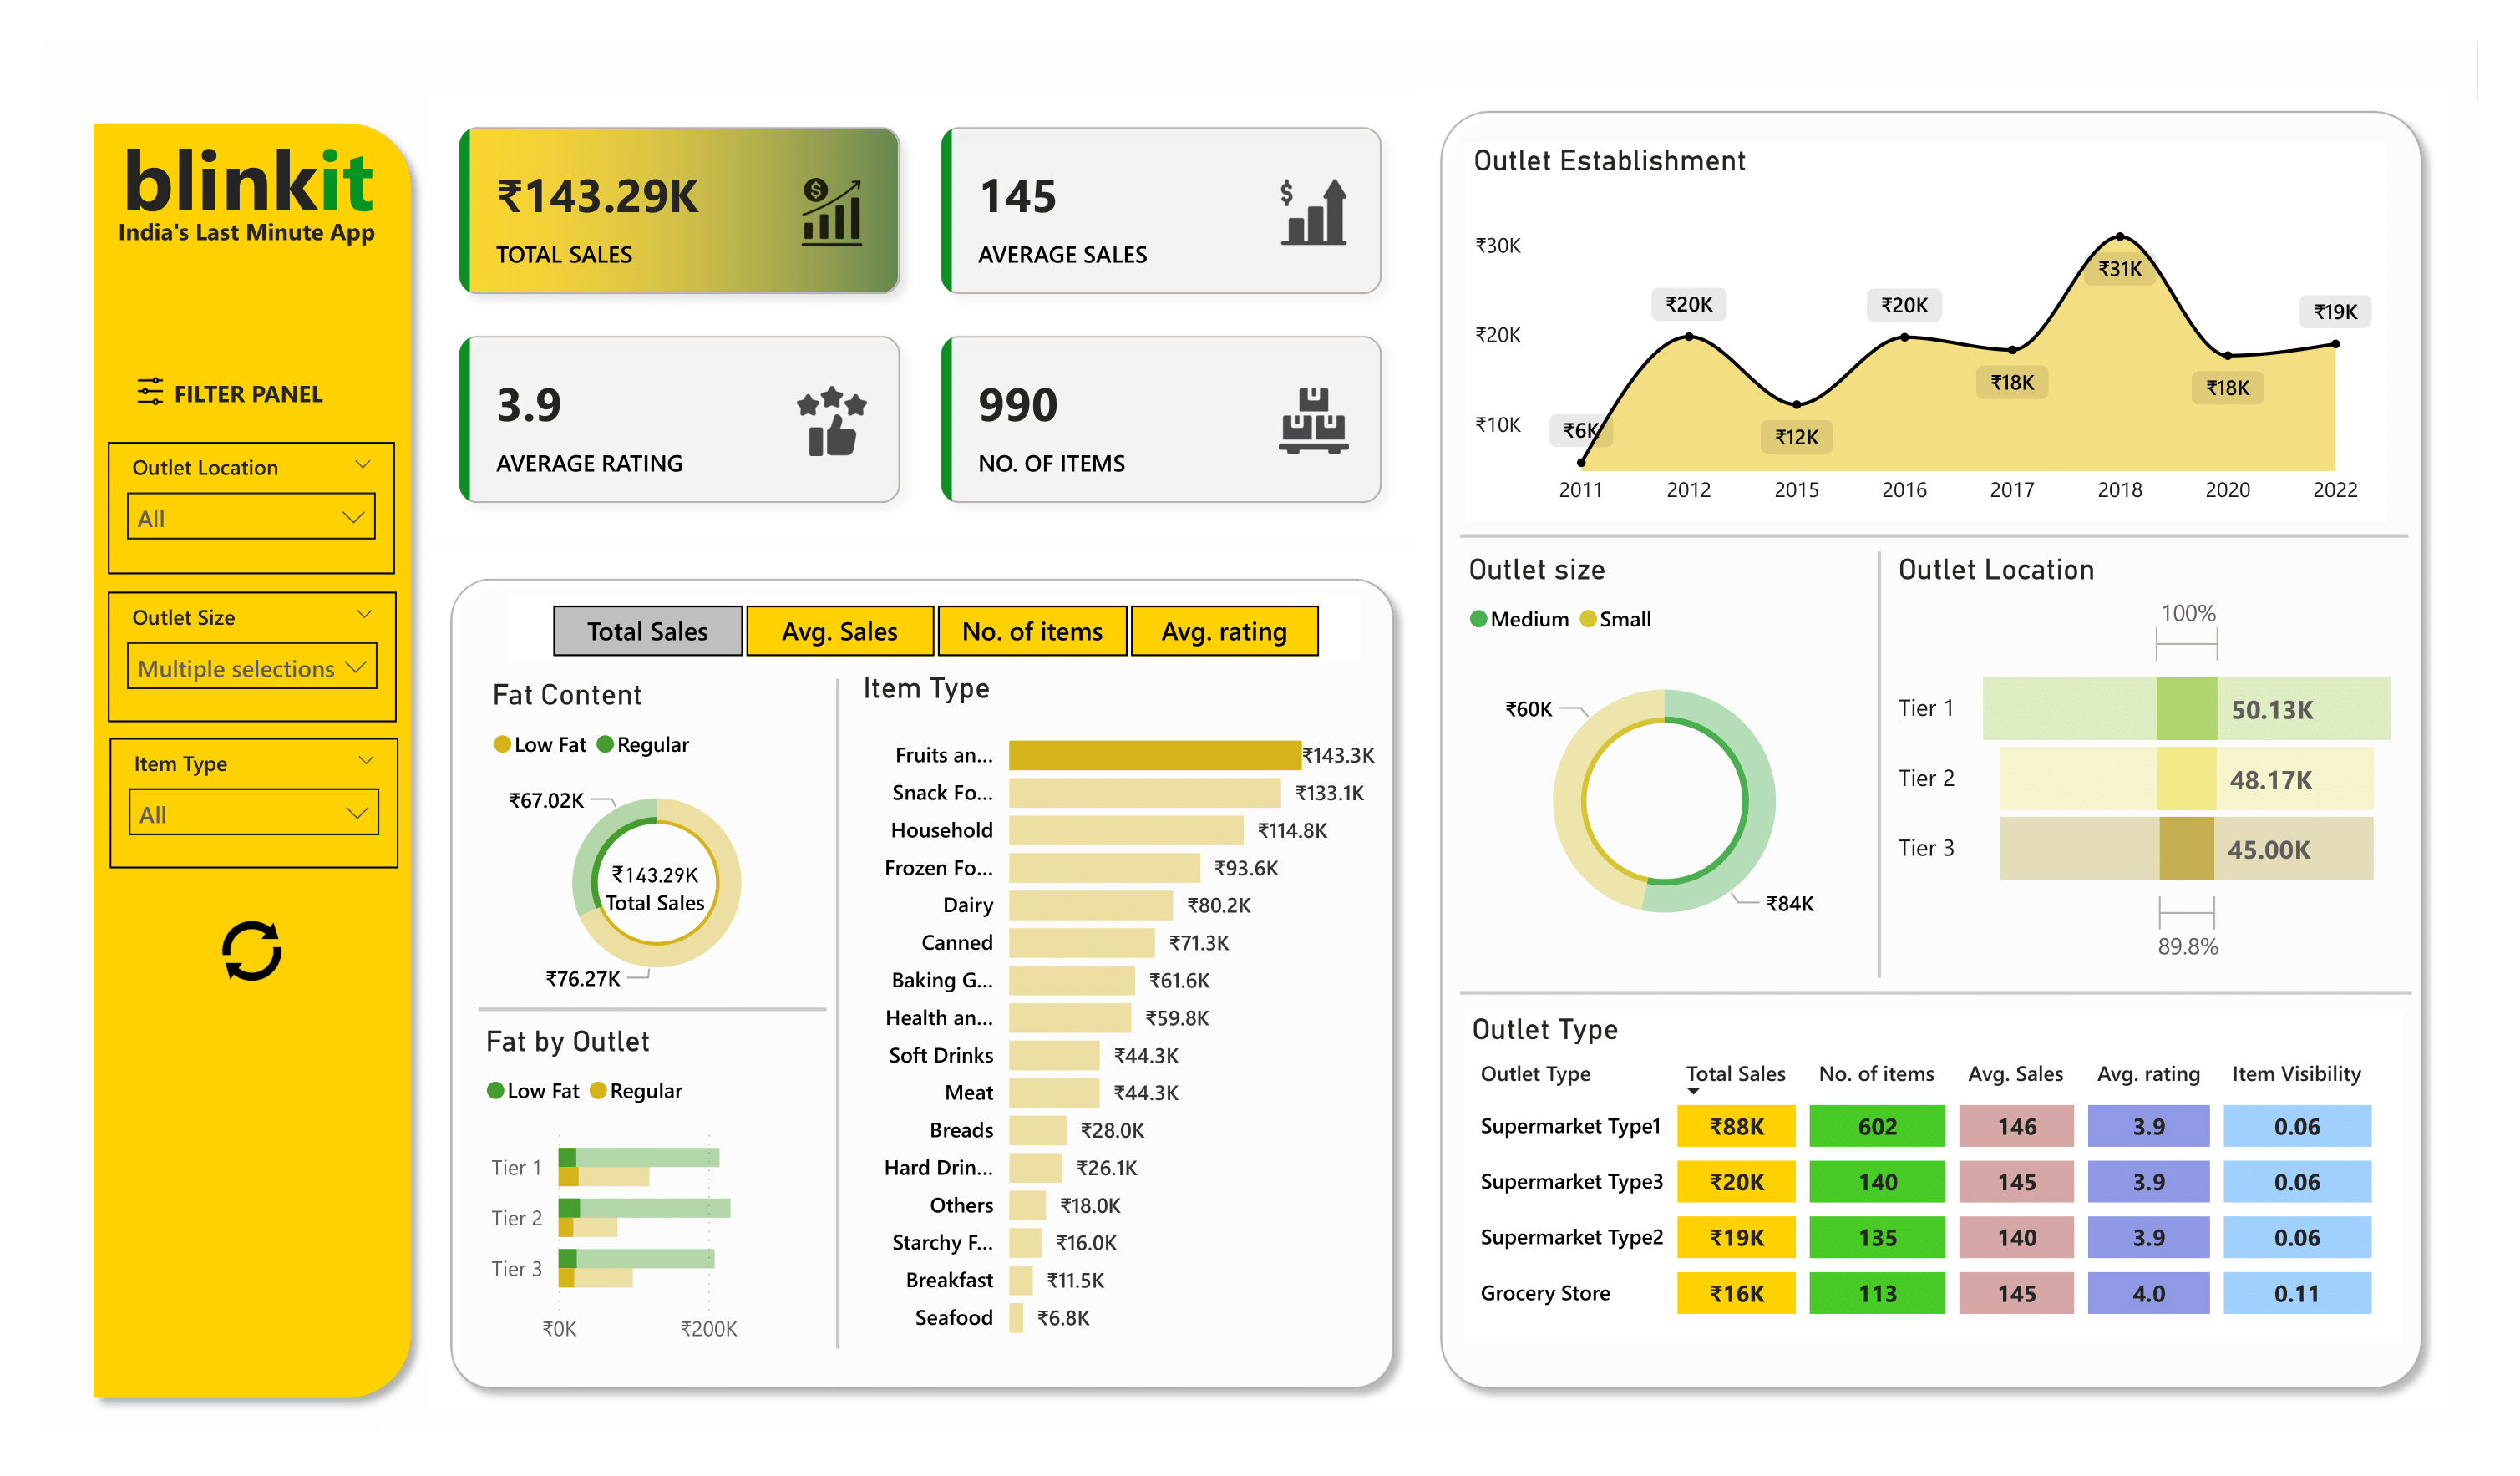 blinkit
India's Last Minute App
FILTER PANEL
Outlet Location
All
Outlet Size
Multiple selections
Item Type
All
₹143.29K
TOTAL SALES
145
AVERAGE SALES
3.9
AVERAGE RATING
990
NO. OF ITEMS
Total Sales Avg. Sales No. of items Avg. rating
Fat Content
Low Fat Regular
₹67.02K
₹143.29K
Total Sales
₹76.27K
Fat by Outlet
Low Fat Regular
Tier 1
Tier 2
Tier 3
₹0K ₹200K
Item Type
Fruits an... ₹143.3K
Snack Fo... ₹133.1K
Household ₹114.8K
Frozen Fo... ₹93.6K
Dairy ₹80.2K
Canned ₹71.3K
Baking G... ₹61.6K
Health an... ₹59.8K
Soft Drinks ₹44.3K
Meat ₹44.3K
Breads ₹28.0K
Hard Drin... ₹26.1K
Others ₹18.0K
Starchy F... ₹16.0K
Breakfast ₹11.5K
Seafood ₹6.8K
Outlet Establishment
₹30K
₹20K
₹10K
₹6K ₹20K ₹12K ₹20K ₹18K ₹31K ₹18K ₹19K
2011 2012 2015 2016 2017 2018 2020 2022
Outlet size
Medium Small
₹60K
₹84K
Outlet Location
100%
Tier 1 50.13K
Tier 2 48.17K
Tier 3 45.00K
89.8%
Outlet Type
Outlet Type Total Sales No. of items Avg. Sales Avg. rating Item Visibility
Supermarket Type1 ₹88K 602 146 3.9 0.06
Supermarket Type3 ₹20K 140 145 3.9 0.06
Supermarket Type2 ₹19K 135 140 3.9 0.06
Grocery Store ₹16K 113 145 4.0 0.11